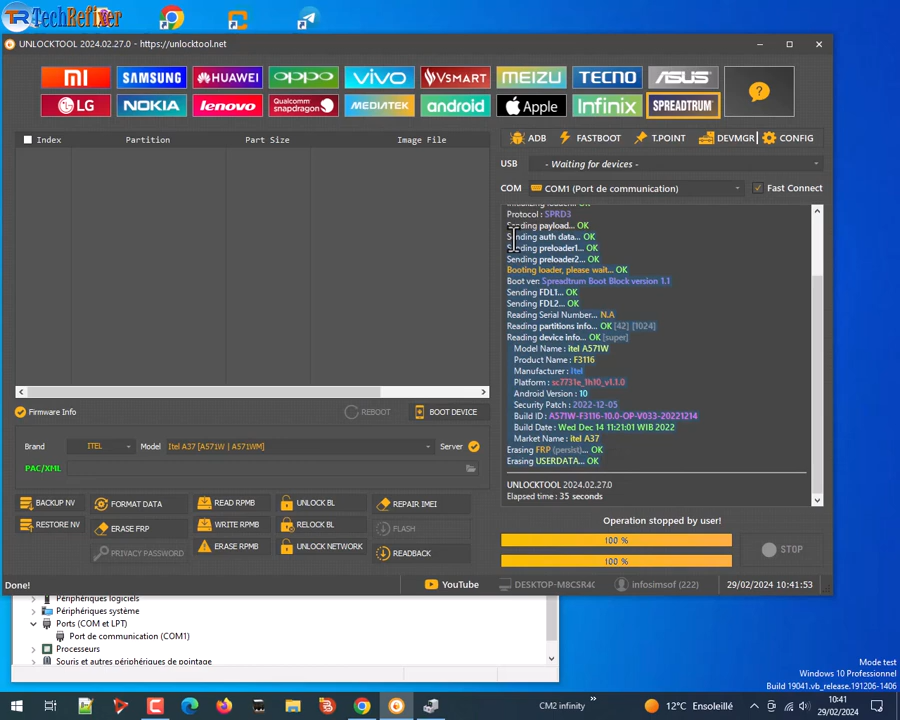 TR TechRefixer
UNLOCKTOOL 2024.02.27.0 - https://unlocktool.net
mi SAMSUNG HUAWEI OPPO vivo VSMART MEIZU TECNO ASUS ?
LG NOKIA lenovo Qualcomm snapdragon MEDIATEK android Apple Infinix SPREADTRUM
Index Partition Part Size Image File
ADB FASTBOOT T.POINT DEVMGR CONFIG
USB - Waiting for devices -
COM COM1 (Port de communication) Fast Connect
Initializing loader... OK
Protocol : SPRD3
Sending payload... OK
Sending auth data... OK
Sending preloader1... OK
Sending preloader2... OK
Booting loader, please wait... OK
Boot ver: Spreadtrum Boot Block version 1.1
Sending FDL1... OK
Sending FDL2... OK
Reading Serial Number... N.A
Reading partitions info... OK [42] [1024]
Reading device info... OK [super]
Model Name : itel A571W
Product Name : F3116
Manufacturer : Itel
Platform : sc7731e_1h10_v1.1.0
Android Version : 10
Security Patch : 2022-12-05
Build ID : A571W-F3116-10.0-OP-V033-20221214
Build Date : Wed Dec 14 11:21:01 WIB 2022
Market Name : itel A37
Erasing FRP (persist)... OK
Erasing USERDATA... OK
UNLOCKTOOL 2024.02.27.0
Elapsed time : 35 seconds
Firmware Info REBOOT BOOT DEVICE
Brand ITEL Model Itel A37 [A571W | A571WM] Server
PAC/XML
BACKUP NV FORMAT DATA READ RPMB UNLOCK BL REPAIR IMEI
RESTORE NV ERASE FRP WRITE RPMB RELOCK BL FLASH
PRIVACY PASSWORD ERASE RPMB UNLOCK NETWORK READBACK
Operation stopped by user!
100 %
100 %
STOP
Done! YouTube DESKTOP-M8CSR4C infosimsof (222) 29/02/2024 10:41:53
Périphériques logiciels
Périphériques système
Ports (COM et LPT)
Port de communication (COM1)
Processeurs
Souris et autres périphériques de pointage
Mode test
Windows 10 Professionnel
Build 19041.vb_release.191206-1406
CM2 infinity 12°C Ensoleillé 10:41
29/02/2024